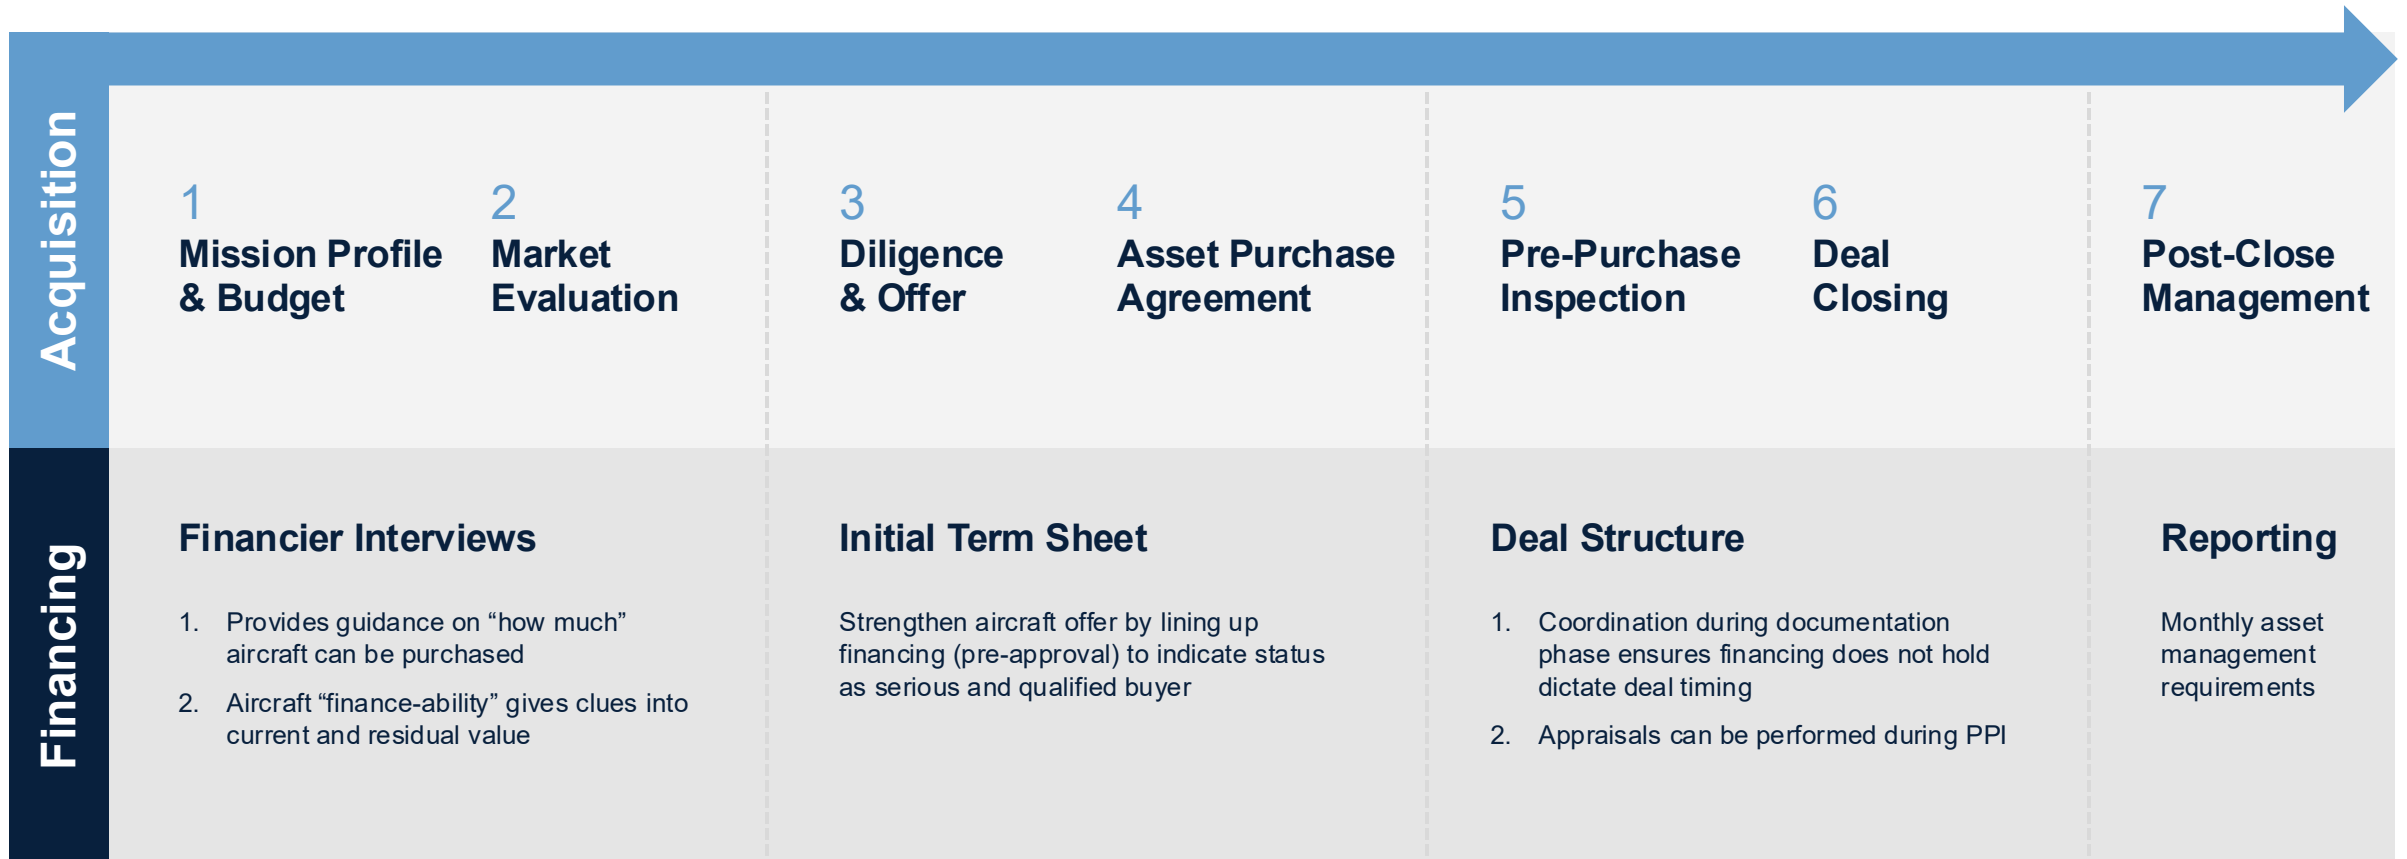 Acquisition
1
Mission Profile
& Budget
2
Market
Evaluation
3
Diligence
& Offer
4
Asset Purchase
Agreement
5
Pre-Purchase
Inspection
6
Deal
Closing
7
Post-Close
Management
Financing
Financier Interviews
1. Provides guidance on “how much”
aircraft can be purchased
2. Aircraft “finance-ability” gives clues into
current and residual value
Initial Term Sheet
Strengthen aircraft offer by lining up
financing (pre-approval) to indicate status
as serious and qualified buyer
Deal Structure
1. Coordination during documentation
phase ensures financing does not hold
dictate deal timing
2. Appraisals can be performed during PPI
Reporting
Monthly asset
management
requirements